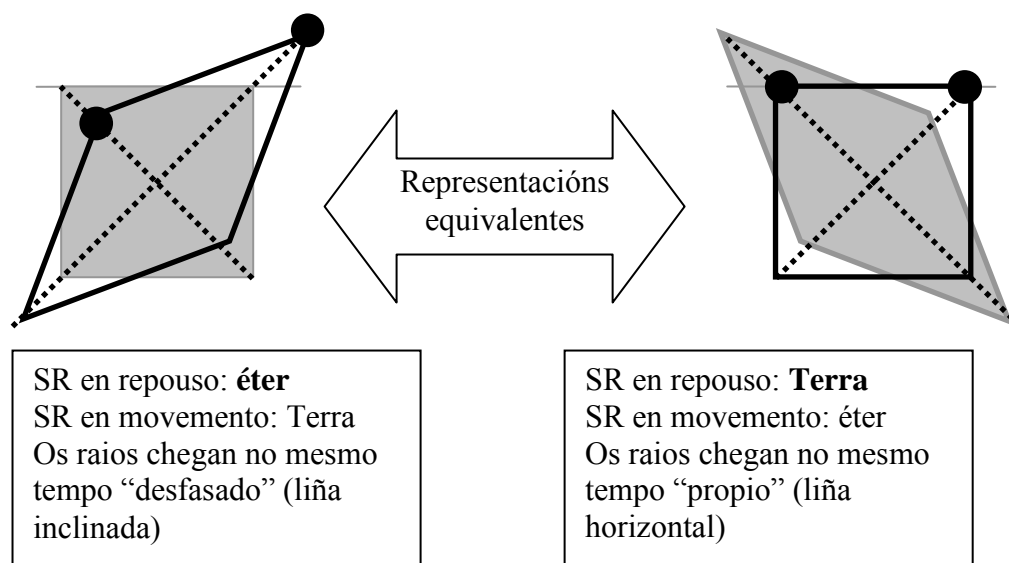 Representacións
equivalentes
SR en repouso: éter
SR en movemento: Terra
Os raios chegan no mesmo
tempo “desfasado” (liña
inclinada)
SR en repouso: Terra
SR en movemento: éter
Os raios chegan no mesmo
tempo “propio” (liña
horizontal)